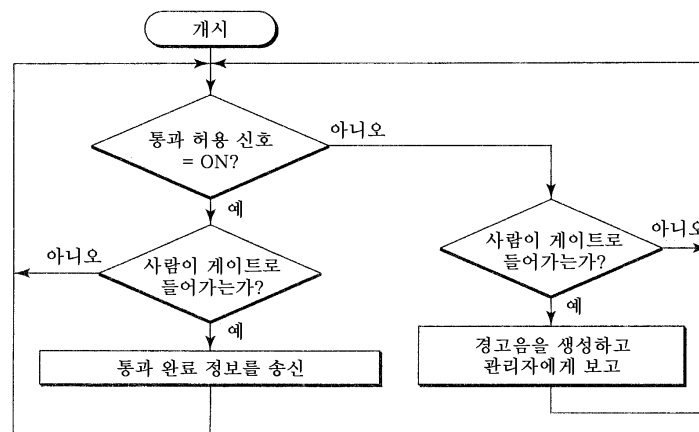 개시
통과 허용 신호
= ON?
아니오
예
사람이 게이트로
들어가는가?
아니오
예
통과 완료 정보를 송신
사람이 게이트로
들어가는가?
아니오
예
경고음을 생성하고
관리자에게 보고